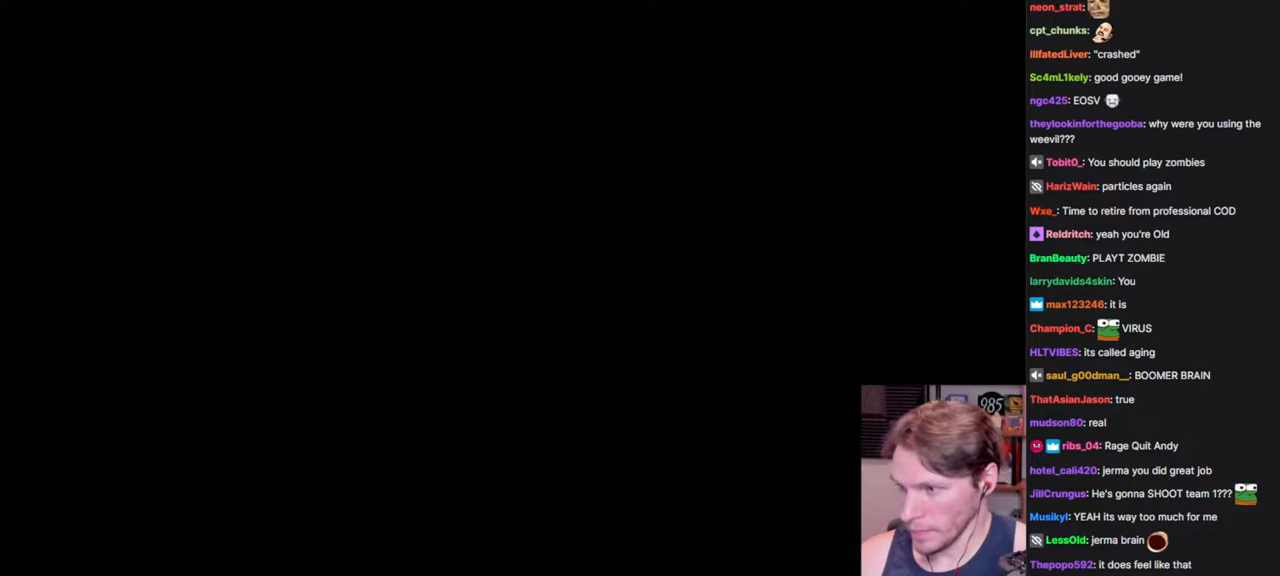 neon_strat:
cpt_chunks:
IllfatedLiver: "crashed"
Sc4mL1kely: good gooey game!
ngc425: EOSV
theylookinforthegooba: why were you using the
weevil???
Tobit0_: You should play zombies
HarizWain: particles again
Wxe_: Time to retire from professional COD
Reldritch: yeah you're Old
BranBeauty: PLAYT ZOMBIE
larrydavids4skin: You
max123246: it is
Champion_C: VIRUS
HLTVIBES: its called aging
saul_g00dman__: BOOMER BRAIN
ThatAsianJason: true
mudson80: real
ribs_04: Rage Quit Andy
hotel_cali420: jerma you did great job
JillCrungus: He's gonna SHOOT team 1???
Musikyl: YEAH its way too much for me
LessOld: jerma brain
Thepopo592: it does feel like that
985